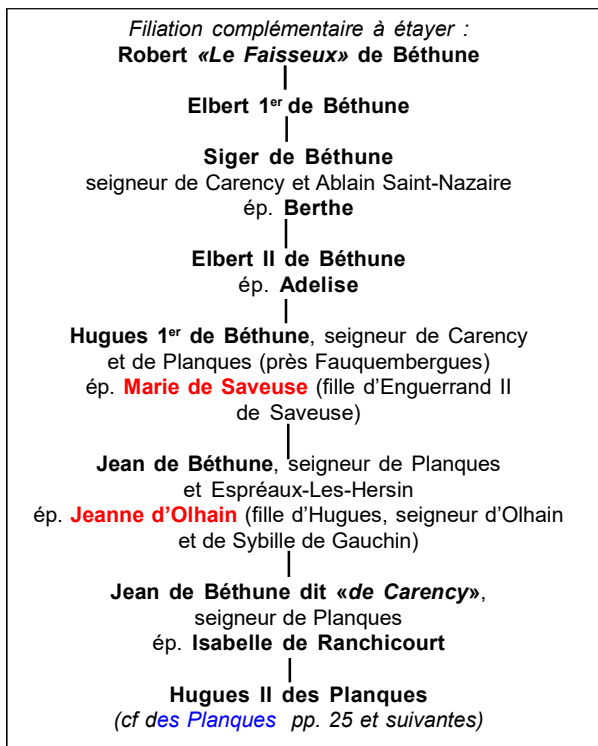 Filiation complémentaire à étayer :
Robert «Le Faisseux» de Béthune
Elbert 1er de Béthune
Siger de Béthune
seigneur de Carency et Ablain Saint-Nazaire
ép. Berthe
Elbert II de Béthune
ép. Adelise
Hugues 1er de Béthune, seigneur de Carency
et de Planques (près Fauquembergues)
ép. Marie de Saveuse (fille d’Enguerrand II
de Saveuse)
Jean de Béthune, seigneur de Planques
et Espréaux-Les-Hersin
ép. Jeanne d’Olhain (fille d’Hugues, seigneur d’Olhain
et de Sybille de Gauchin)
Jean de Béthune dit «de Carency»,
seigneur de Planques
ép. Isabelle de Ranchicourt
Hugues II des Planques
(cf des Planques pp. 25 et suivantes)